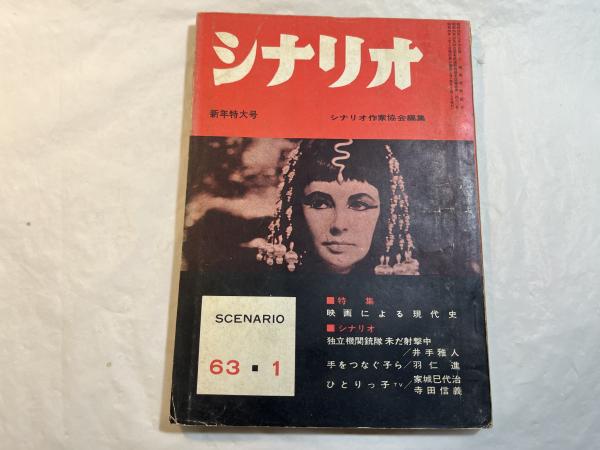 シナリオ
新年特大号
シナリオ作家協会編集
SCENARIO
63・1
■特集
映画による現代史
■シナリオ
独立機関銃隊未だ射撃中
/井手雅人
手をつなぐ子ら/羽仁進
ひとりっ子TV/家城巳代治
寺田信義